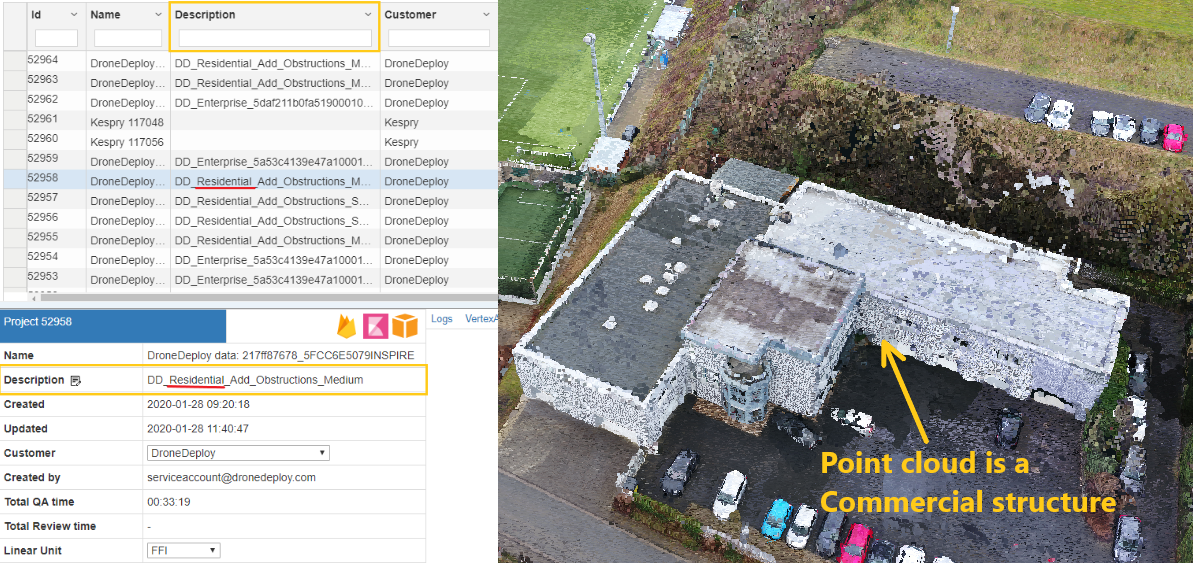 Id Name Description Customer
52964 DroneDeploy... DD_Residential_Add_Obstructions_M... DroneDeploy
52963 DroneDeploy... DD_Residential_Add_Obstructions_M... DroneDeploy
52962 DroneDeploy... DD_Enterprise_5daf211b0fa51900010... DroneDeploy
52961 Kespry 117048 Kespry
52960 Kespry 117056 Kespry
52959 DroneDeploy... DD_Enterprise_5a53c4139e47a10001... DroneDeploy
52958 DroneDeploy... DD_Residential_Add_Obstructions_M... DroneDeploy
52957 DroneDeploy... DD_Residential_Add_Obstructions_S... DroneDeploy
52956 DroneDeploy... DD_Residential_Add_Obstructions_S... DroneDeploy
52955 DroneDeploy... DD_Residential_Add_Obstructions_M... DroneDeploy
52954 DroneDeploy... DD_Enterprise_5a53c4139e47a10001... DroneDeploy
52953 DroneDeploy... DD_Enterprise_5a53c4139e47a10001... DroneDeploy
Project 52958 Logs VertexA
Name DroneDeploy data: 217ff87678_5FCC6E5079INSPIRE
Description DD_Residential_Add_Obstructions_Medium
Created 2020-01-28 09:20:18
Updated 2020-01-28 11:40:47
Customer DroneDeploy
Created by serviceaccount@dronedeploy.com
Total QA time 00:33:19
Total Review time -
Linear Unit FFI
Point cloud is a
Commercial structure